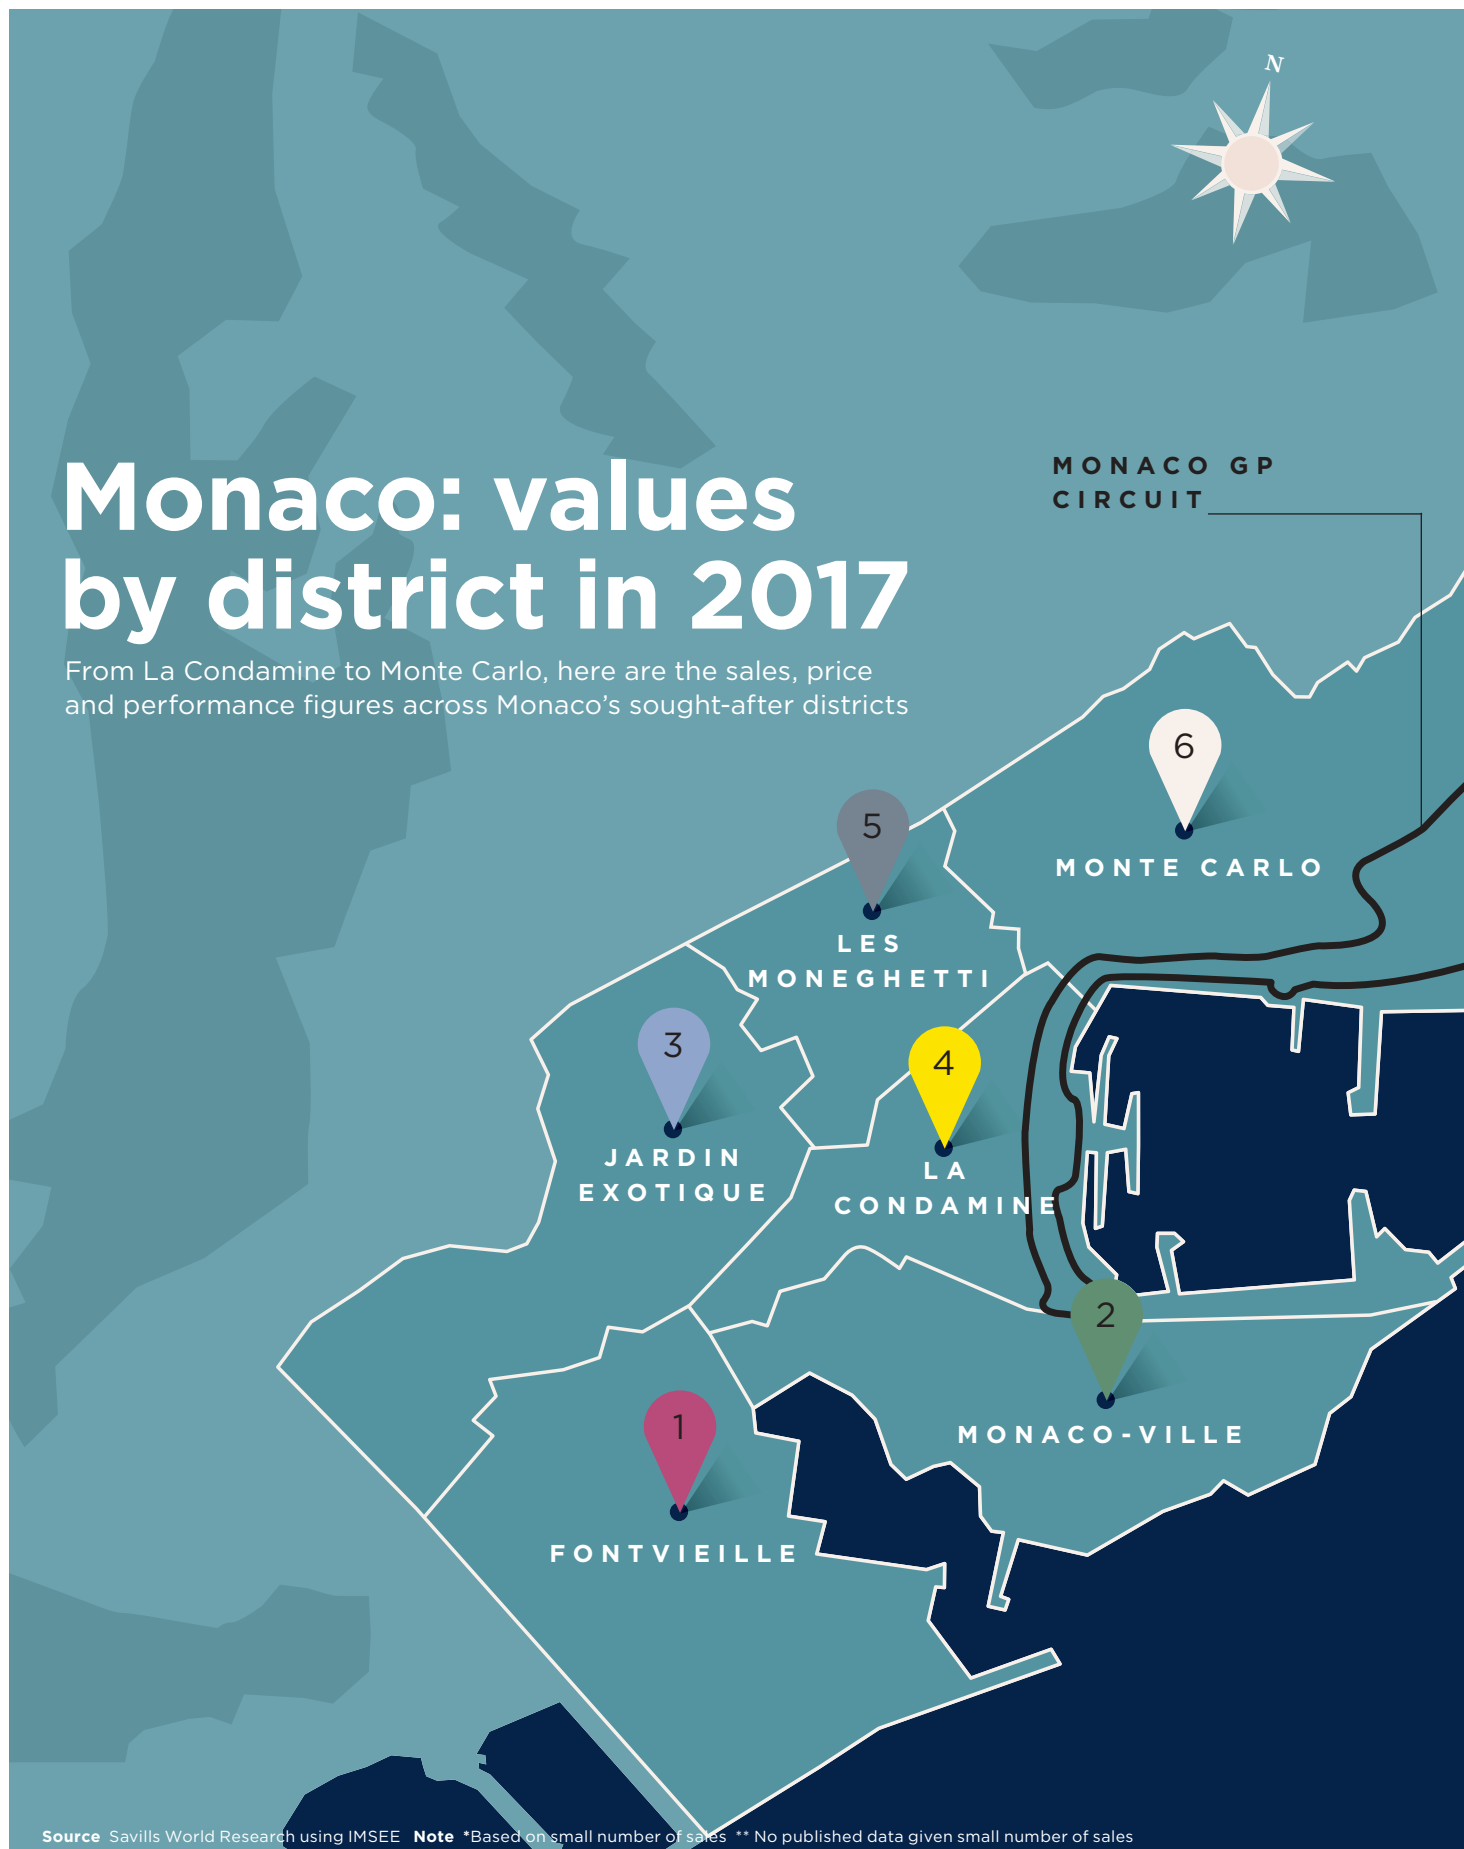 N
MONACO GP
CIRCUIT
Monaco: values
by district in 2017
From La Condamine to Monte Carlo, here are the sales, price
and performance figures across Monaco’s sought-after districts
6
MONTE CARLO
5
LES
MONEGHETTI
3
JARDIN
EXOTIQUE
4
LA
CONDAMINE
2
MONACO-VILLE
1
FONTVIEILLE
Source Savills World Research using IMSEE Note *Based on small number of sales ** No published data given small number of sales